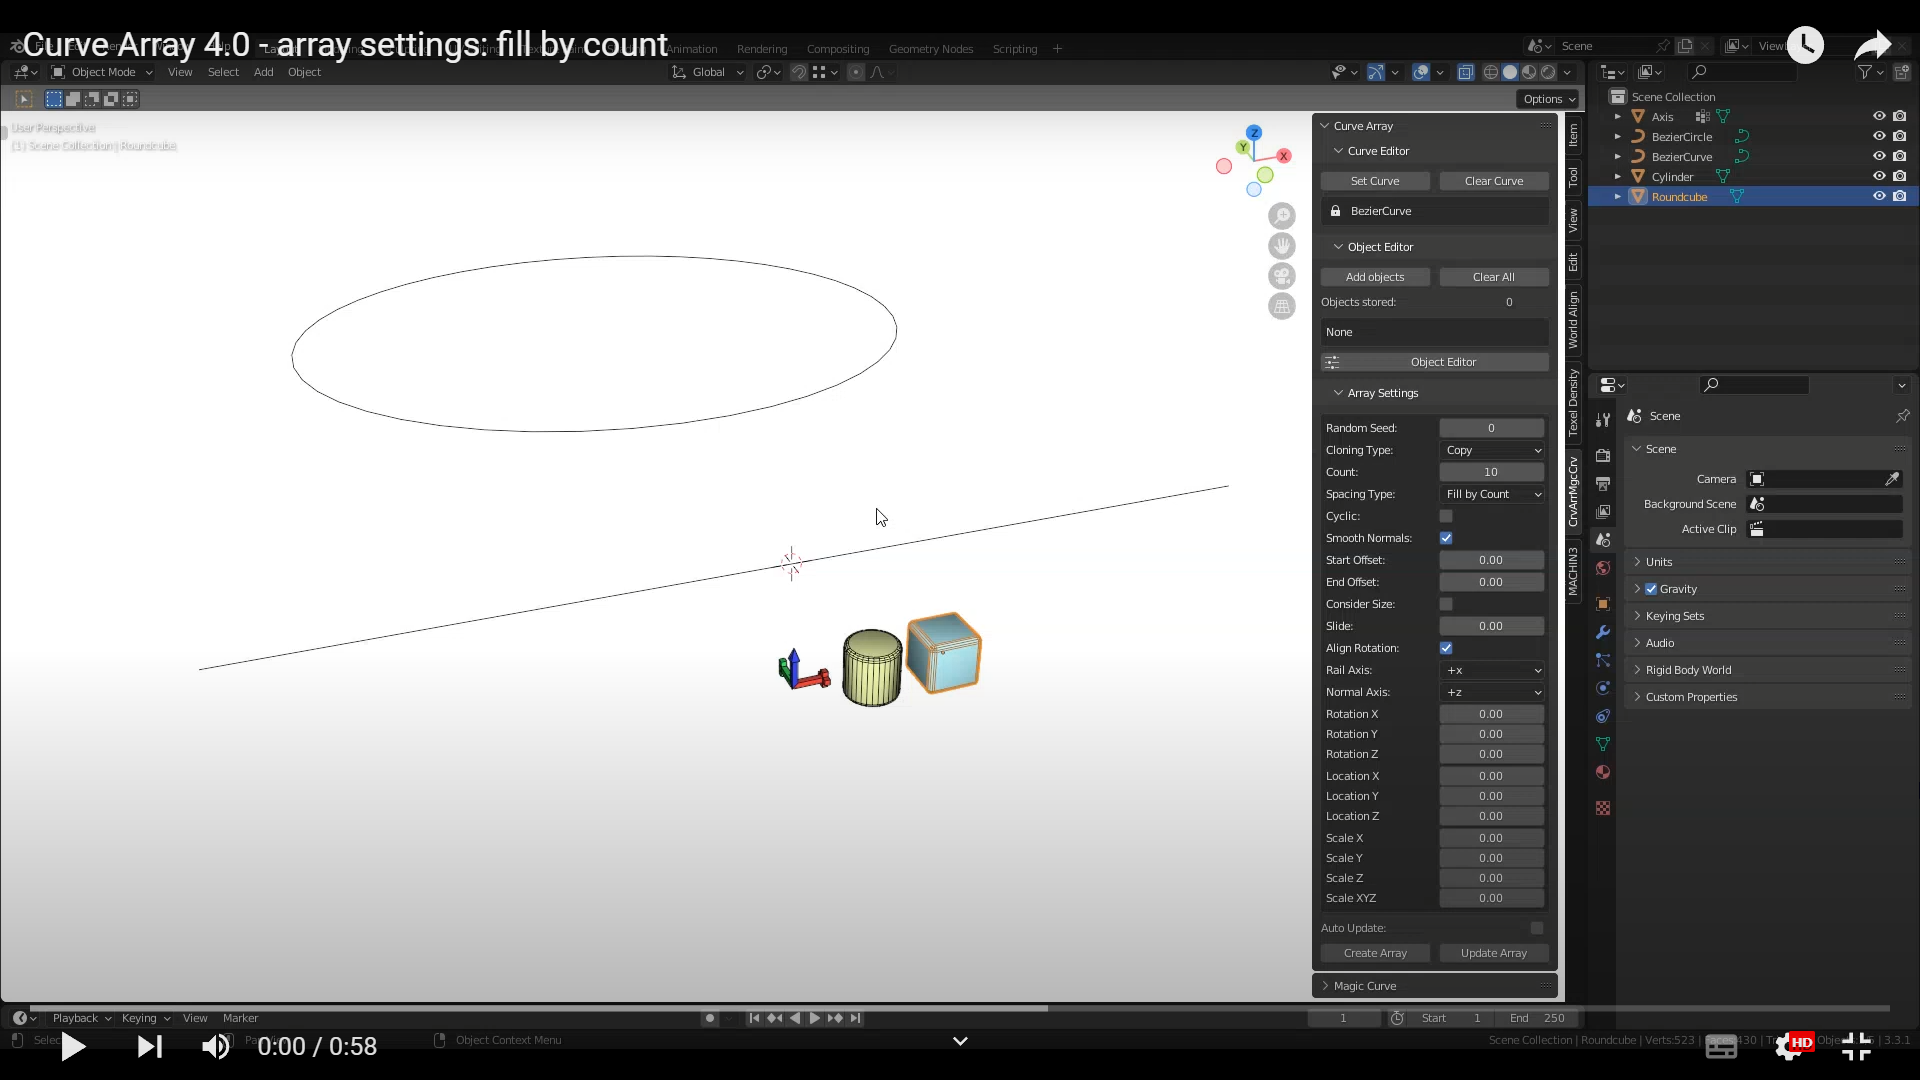 Curve Array 4.0 - array settings: fill by count
Animation
Rendering
Compositing
Geometry Nodes
Scripting
Scene
Object Mode
View
Select
Add
Object
Global
Options
User Perspective
(1) Scene Collection | Roundcube
Z
Y
X
Curve Array
Curve Editor
Set Curve
Clear Curve
BezierCurve
Object Editor
Add objects
Clear All
Objects stored: 0
None
Object Editor
Array Settings
Random Seed: 0
Cloning Type: Copy
Count: 10
Spacing Type: Fill by Count
Cyclic:
Smooth Normals:
Start Offset: 0.00
End Offset: 0.00
Consider Size:
Slide: 0.00
Align Rotation:
Rail Axis: +x
Normal Axis: +z
Rotation X 0.00
Rotation Y 0.00
Rotation Z 0.00
Location X 0.00
Location Y 0.00
Location Z 0.00
Scale X 0.00
Scale Y 0.00
Scale Z 0.00
Scale XYZ 0.00
Auto Update:
Create Array
Update Array
Magic Curve
Item
Tool
View
Edit
World Align
Texel Density
CrvArrMgcCrv
MACHIN3
Scene Collection
Axis
BezierCircle
BezierCurve
Cylinder
Roundcube
Scene
Scene
Camera
Background Scene
Active Clip
Units
Gravity
Keying Sets
Audio
Rigid Body World
Custom Properties
Playback
Keying
View
Marker
1
Start 1
End 250
0:00 / 0:58
Object Context Menu
Scene Collection | Roundcube | Verts:523
3.3.1
HD